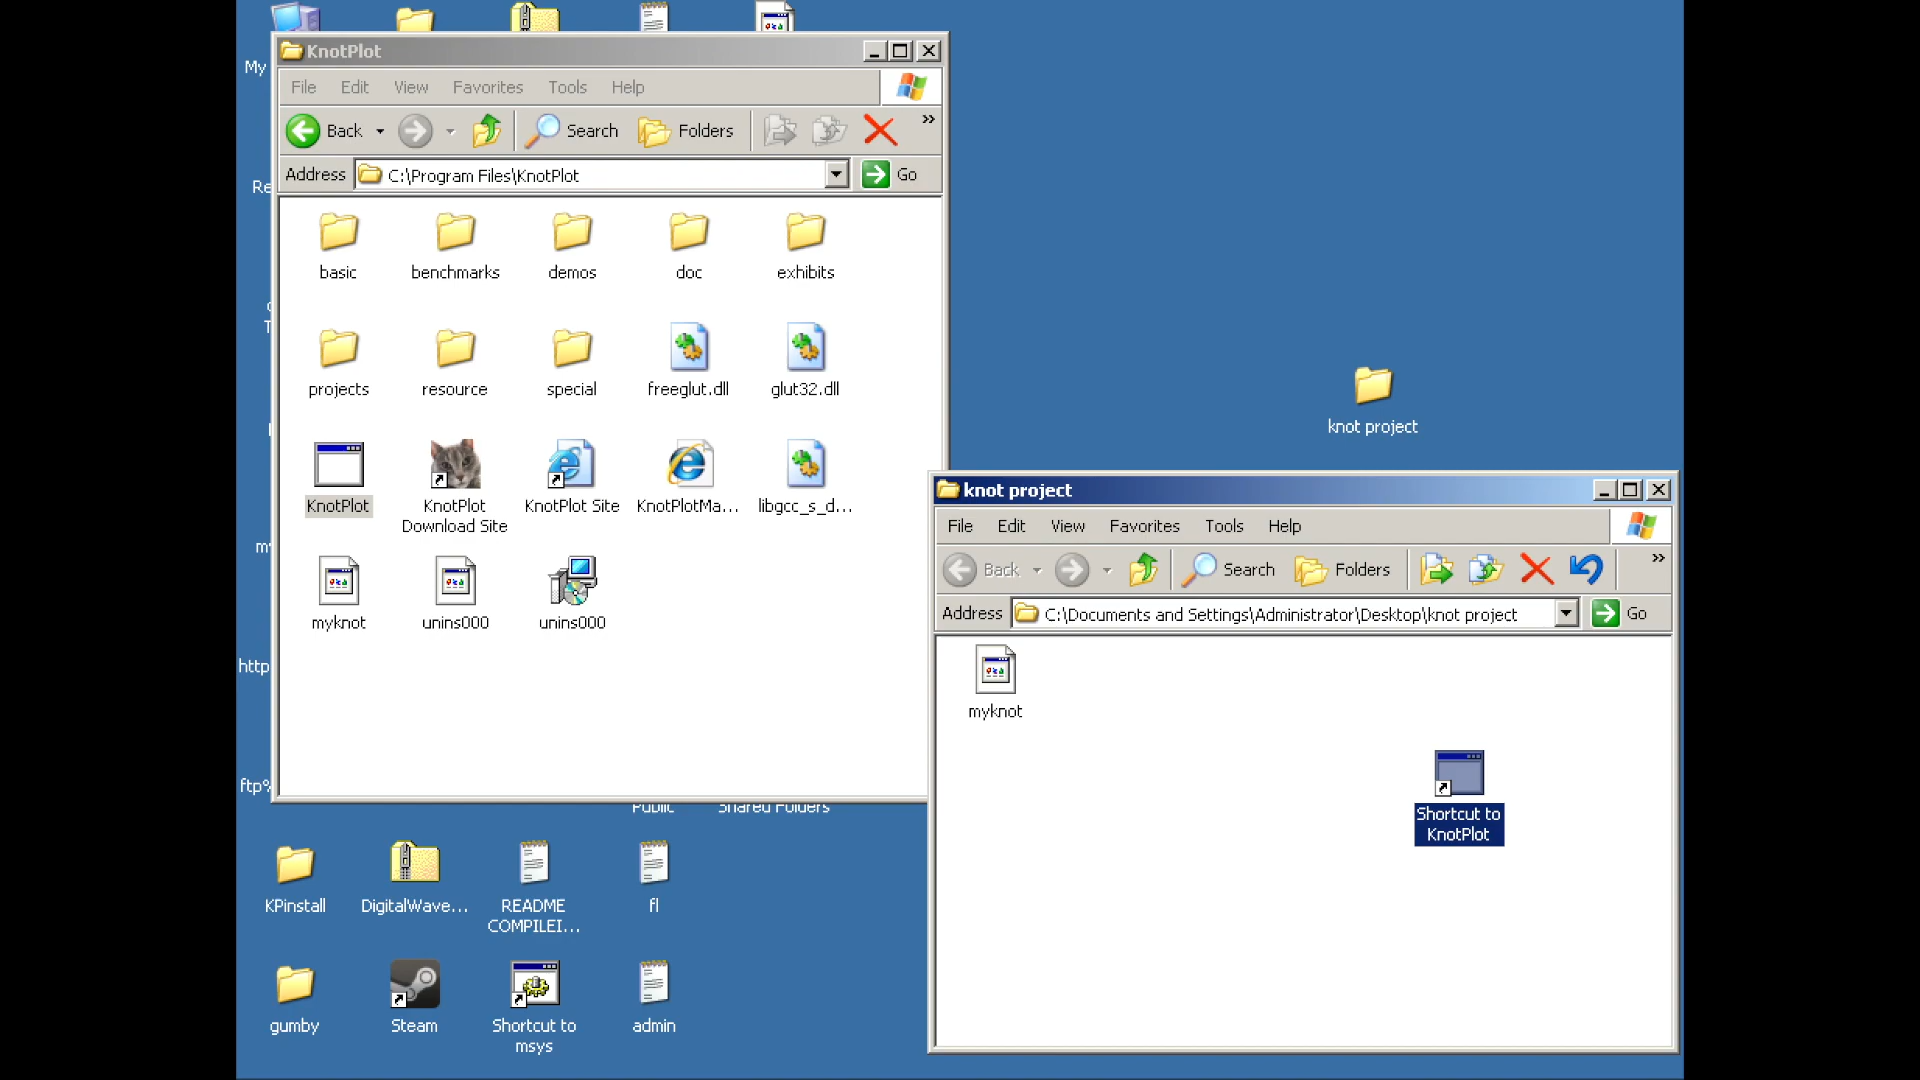 My
KnotPlot
File Edit View Favorites Tools Help
Back Search Folders »
Address C:\Program Files\KnotPlot Go
basic benchmarks demos doc exhibits
projects resource special freeglut.dll glut32.dll
KnotPlot KnotPlot Download Site KnotPlot Site KnotPlotMa... libgcc_s_d...
myknot unins000 unins000
Re
http
ftp%
knot project
knot project
File Edit View Favorites Tools Help
Back Search Folders »
Address C:\Documents and Settings\Administrator\Desktop\knot project Go
myknot
Shortcut to
KnotPlot
Public Shared Folders
KPinstall DigitalWave... README COMPILEI... fl
gumby Steam Shortcut to msys admin